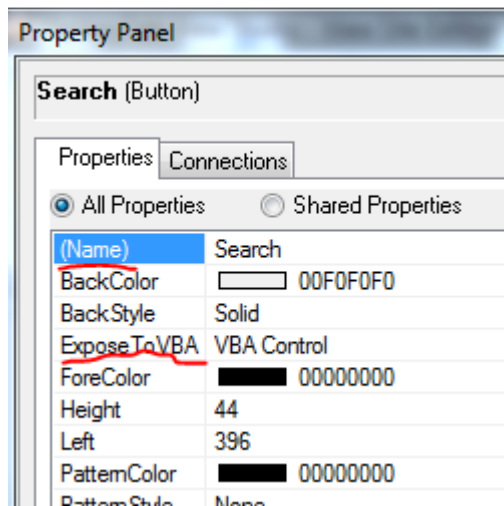 Property Panel
Search (Button)
Properties Connections
All Properties Shared Properties
(Name) Search
BackColor 00F0F0F0
BackStyle Solid
ExposeToVBA VBA Control
ForeColor 00000000
Height 44
Left 396
PatternColor 00000000
PatternStyle None